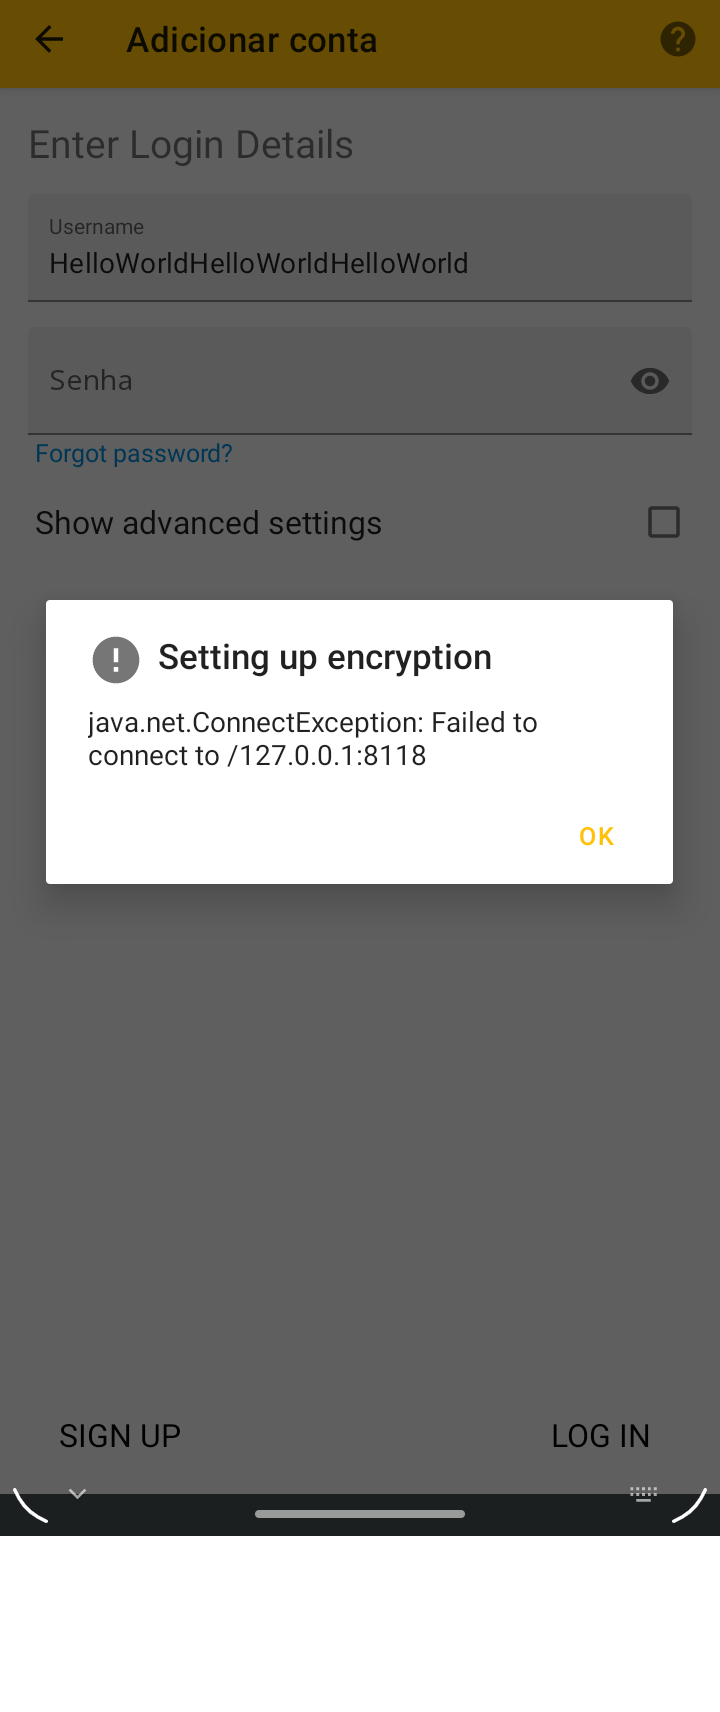 Adicionar conta
Enter Login Details
Username
HelloWorldHelloWorldHelloWorld
Senha
Forgot password?
Show advanced settings
Setting up encryption
java.net.ConnectException: Failed to
connect to /127.0.0.1:8118
OK
SIGN UP
LOG IN